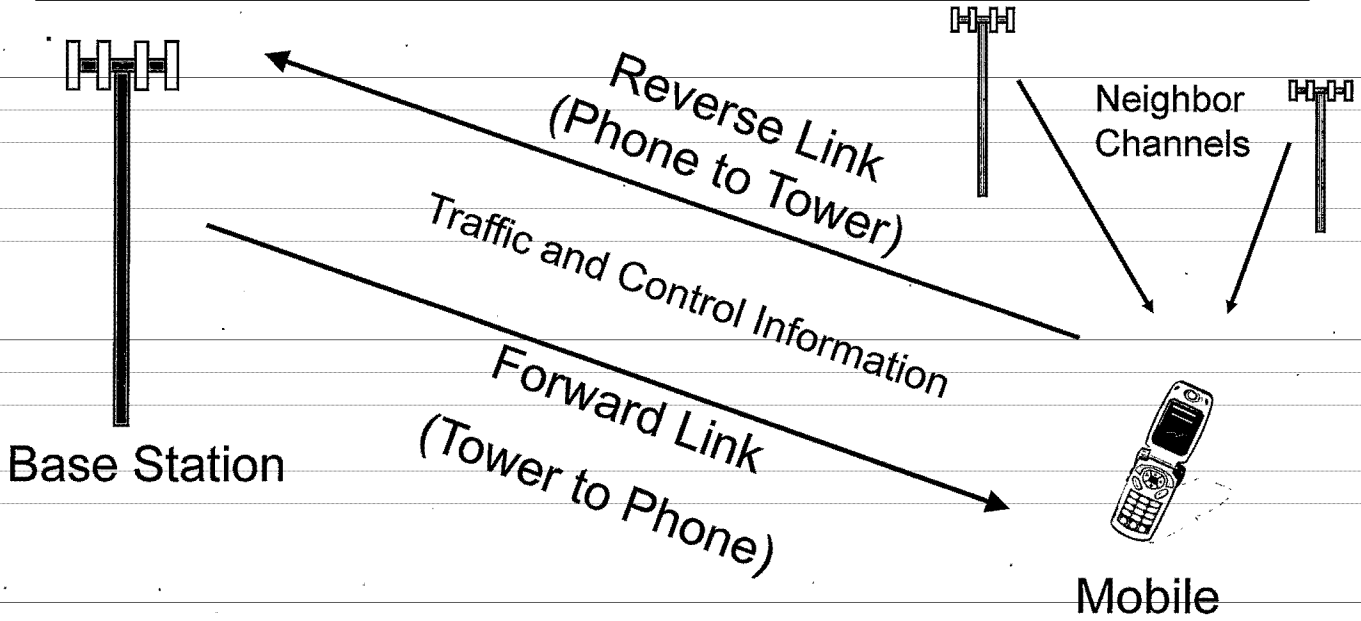 Reverse Link
(Phone to Tower)
Neighbor
Channels
Traffic and Control Information
Forward Link
(Tower to Phone)
Base Station
Mobile